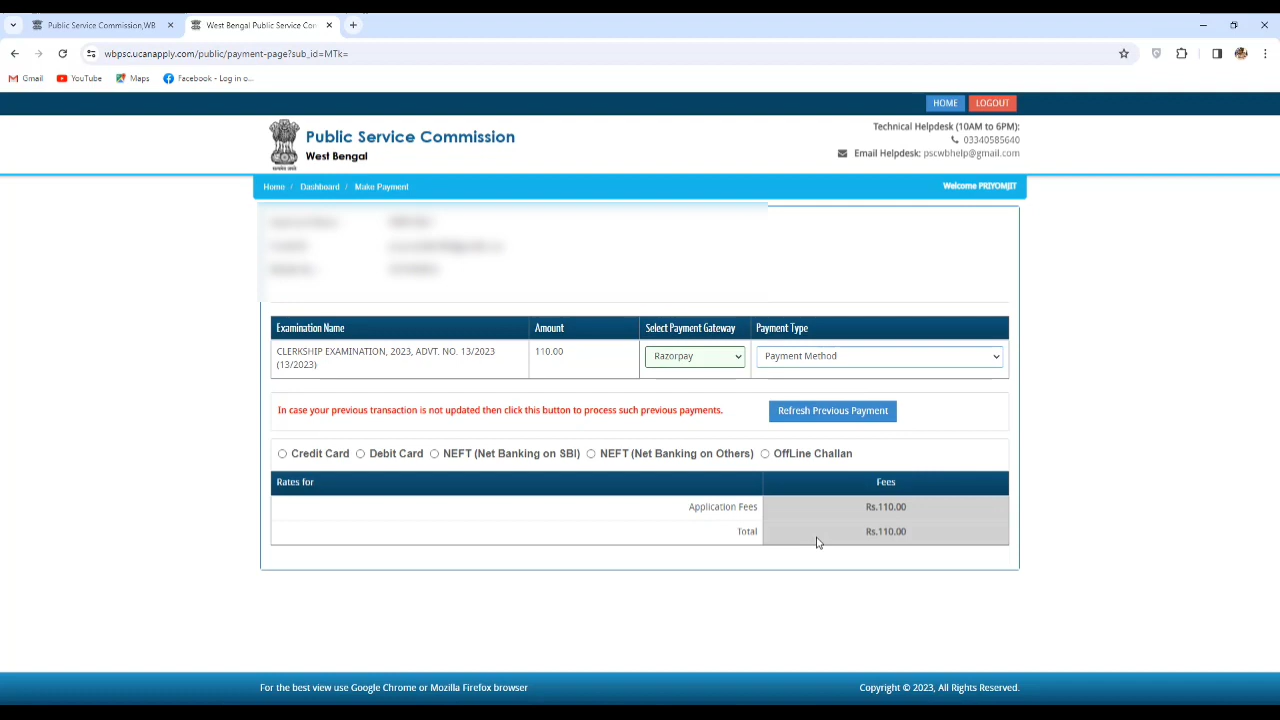 Public Service Commission,WB
West Bengal Public Service Cor
wbpsc.ucanapply.com/public/payment-page?sub_id=MTk=
Gmail YouTube Maps Facebook - Log in o...
HOME LOGOUT
Public Service Commission
West Bengal
Technical Helpdesk (10AM to 6PM):
03340585640
Email Helpdesk: pscwbhelp@gmail.com
Home / Dashboard / Make Payment
Welcome PRIYOMJIT
Examination Name Amount Select Payment Gateway Payment Type
CLERKSHIP EXAMINATION, 2023, ADVT. NO. 13/2023 110.00 Razorpay Payment Method
(13/2023)
In case your previous transaction is not updated then click this button to process such previous payments. Refresh Previous Payment
Credit Card Debit Card NEFT (Net Banking on SBI) NEFT (Net Banking on Others) OffLine Challan
Rates for Fees
Application Fees Rs.110.00
Total Rs.110.00
For the best view use Google Chrome or Mozilla Firefox browser
Copyright © 2023, All Rights Reserved.